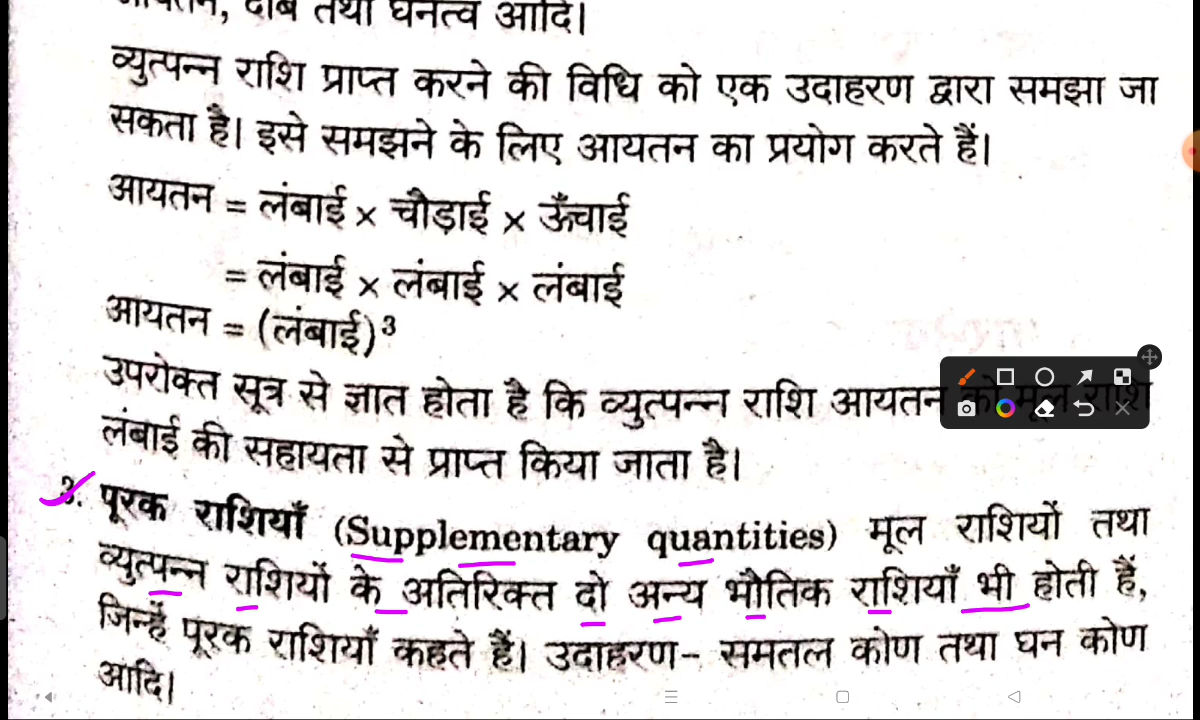 आयतन, दाब तथा घनत्व आदि।
व्युत्पन्न राशि प्राप्त करने की विधि को एक उदाहरण द्वारा समझा जा
सकता है। इसे समझने के लिए आयतन का प्रयोग करते हैं।
आयतन = लंबाई × चौड़ाई × ऊँचाई
= लंबाई × लंबाई × लंबाई
आयतन = (लंबाई)³
उपरोक्त सूत्र से ज्ञात होता है कि व्युत्पन्न राशि आयतन को मूल राशि
लंबाई की सहायता से प्राप्त किया जाता है।
3. पूरक राशियाँ (Supplementary quantities) मूल राशियों तथा
व्युत्पन्न राशियों के अतिरिक्त दो अन्य भौतिक राशियाँ भी होती हैं,
जिन्हें पूरक राशियाँ कहते हैं। उदाहरण– समतल कोण तथा घन कोण
आदि।